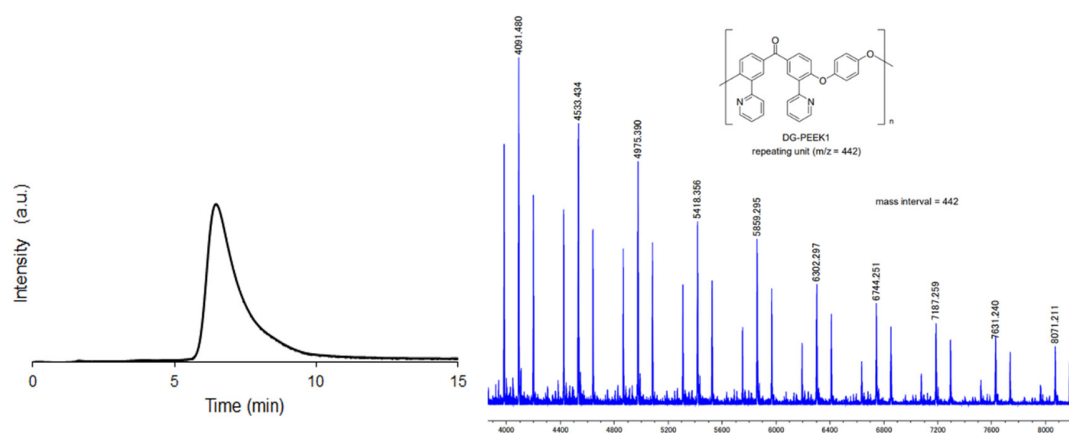 Intensity (a.u.)
0
5
10
15
Time (min)
4091.480
4533.434
4975.390
5418.356
5859.295
6302.297
6744.251
7187.259
7631.240
8071.211
O
O
O
N
N
n
DG-PEEK1
repeating unit (m/z = 442)
mass interval = 442
4000
4400
4800
5200
5600
6000
6400
6800
7200
7600
8000